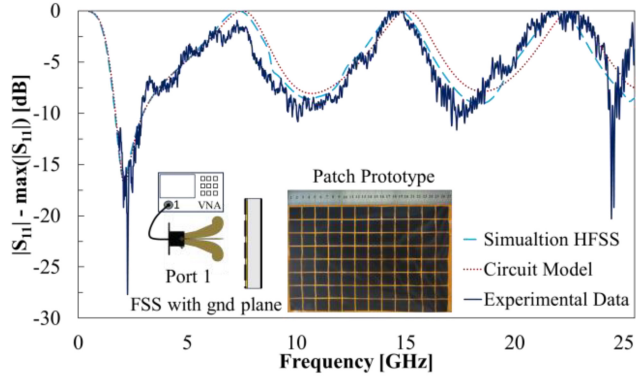 |S11| - max(|S11|) [dB]
0
-5
-10
-15
-20
-25
-30
1
VNA
Port 1
FSS with gnd plane
Patch Prototype
Simualtion HFSS
Circuit Model
Experimental Data
0
5
10
15
20
25
Frequency [GHz]